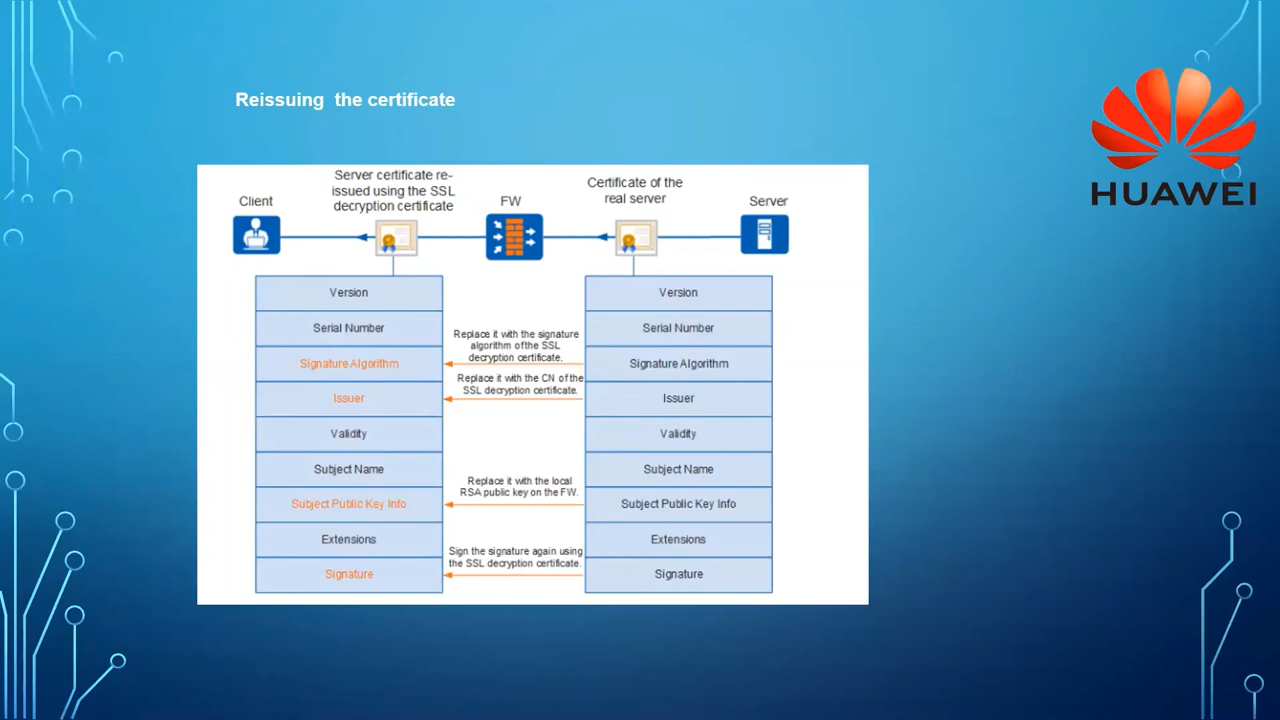 Reissuing the certificate
HUAWEI
Client
Server certificate re-
issued using the SSL
decryption certificate
FW
Certificate of the
real server
Server
Version
Version
Serial Number
Serial Number
Replace it with the signature
algorithm of the SSL
decryption certificate.
Signature Algorithm
Signature Algorithm
Replace it with the CN of the
SSL decryption certificate.
Issuer
Issuer
Validity
Validity
Subject Name
Subject Name
Replace it with the local
RSA public key on the FW.
Subject Public Key Info
Subject Public Key Info
Extensions
Extensions
Sign the signature again using
the SSL decryption certificate.
Signature
Signature